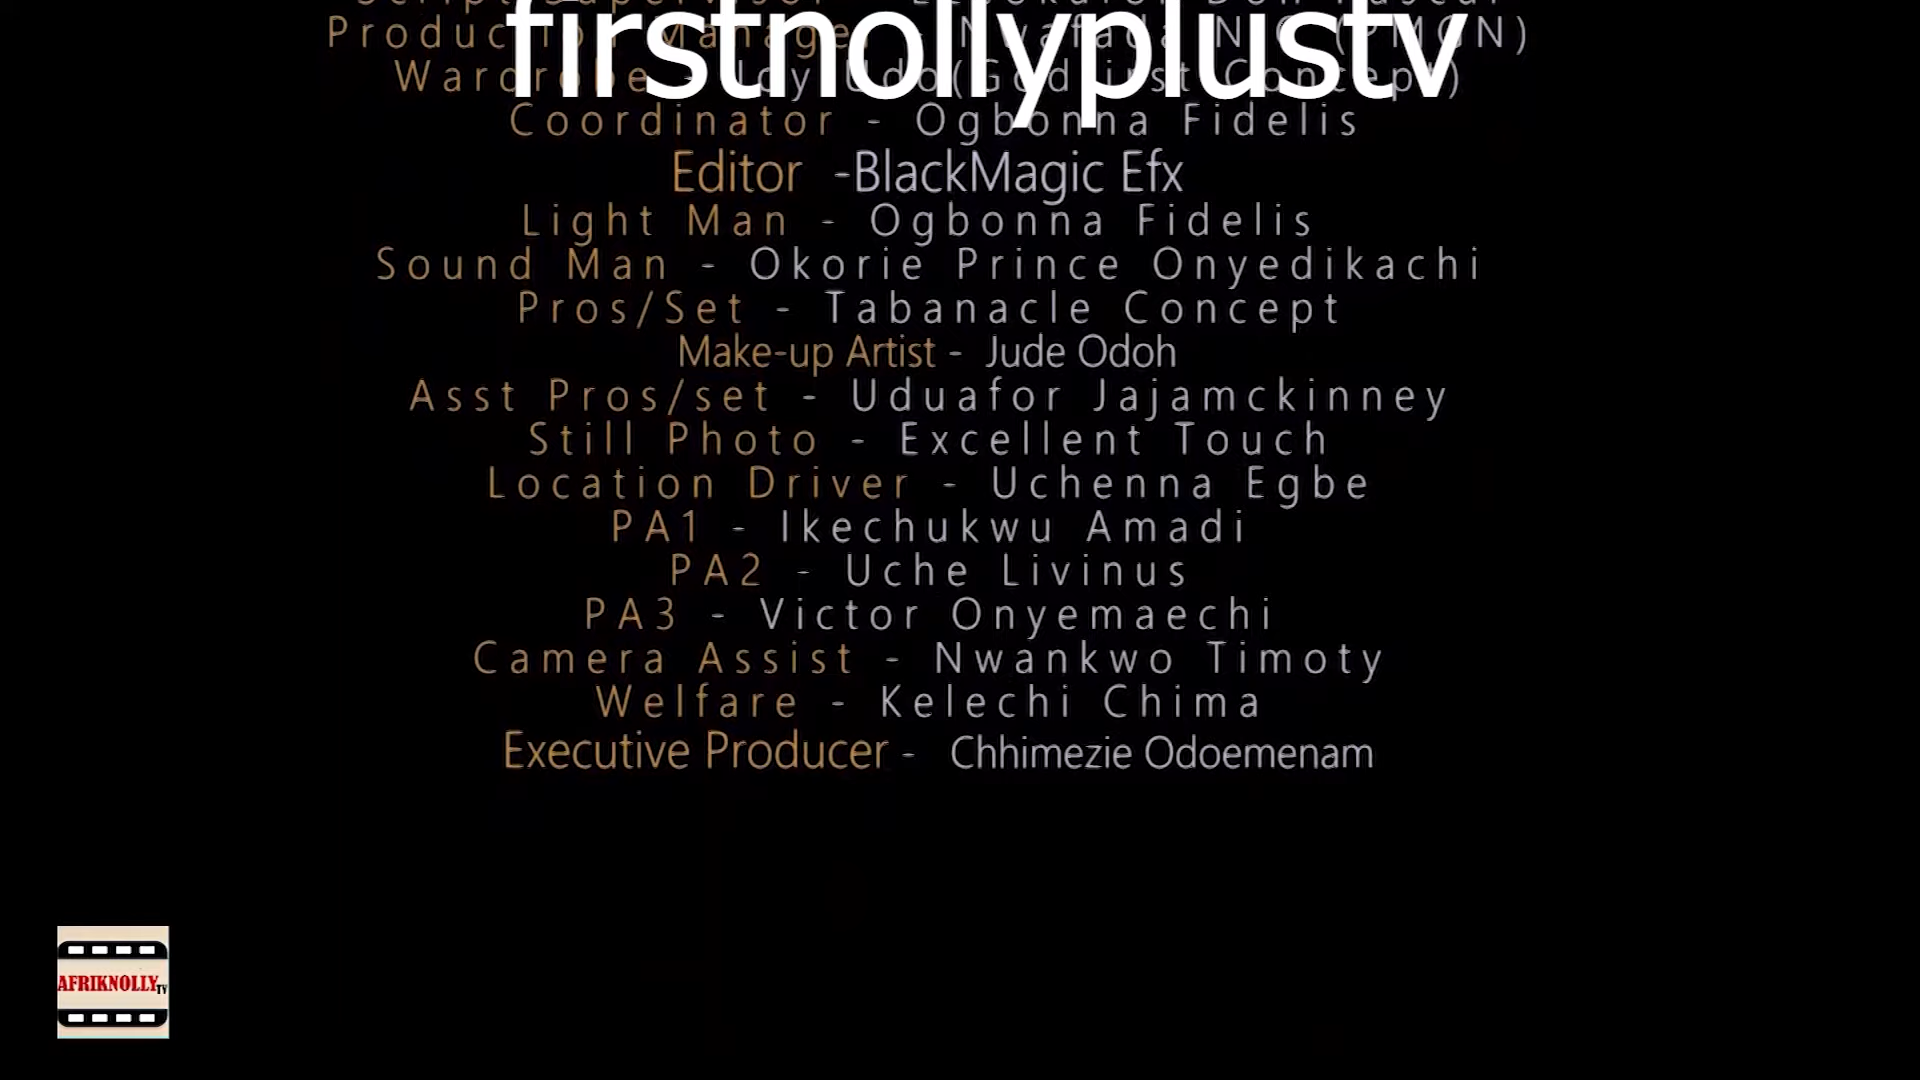 firstnollyplustv
Coordinator - Ogbonna Fidelis
Editor -BlackMagic Efx
Light Man - Ogbonna Fidelis
Sound Man - Okorie Prince Onyedikachi
Pros/Set - Tabanacle Concept
Make-up Artist - Jude Odoh
Asst Pros/set - Uduafor Jajamckinney
Still Photo - Excellent Touch
Location Driver - Uchenna Egbe
PA1 - Ikechukwu Amadi
PA2 - Uche Livinus
PA3 - Victor Onyemaechi
Camera Assist - Nwankwo Timoty
Welfare - Kelechi Chima
Executive Producer - Chhimezie Odoemenam
AFRIKNOLLY TV